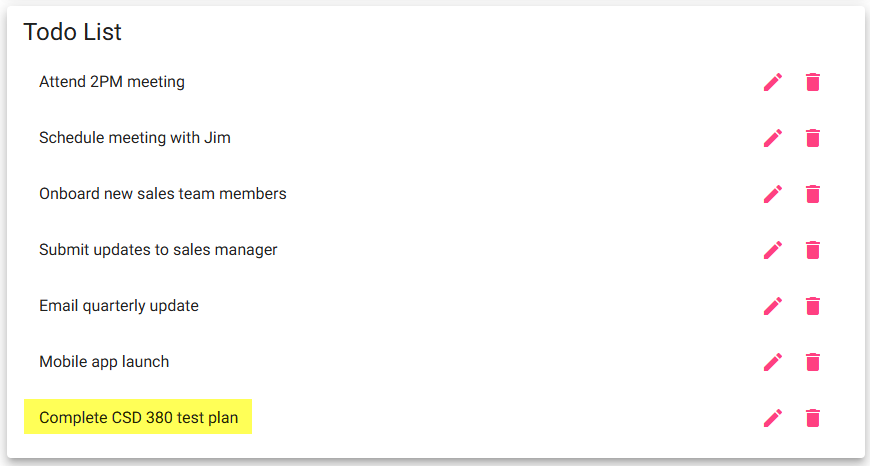 Todo List
Attend 2PM meeting
Schedule meeting with Jim
Onboard new sales team members
Submit updates to sales manager
Email quarterly update
Mobile app launch
Complete CSD 380 test plan